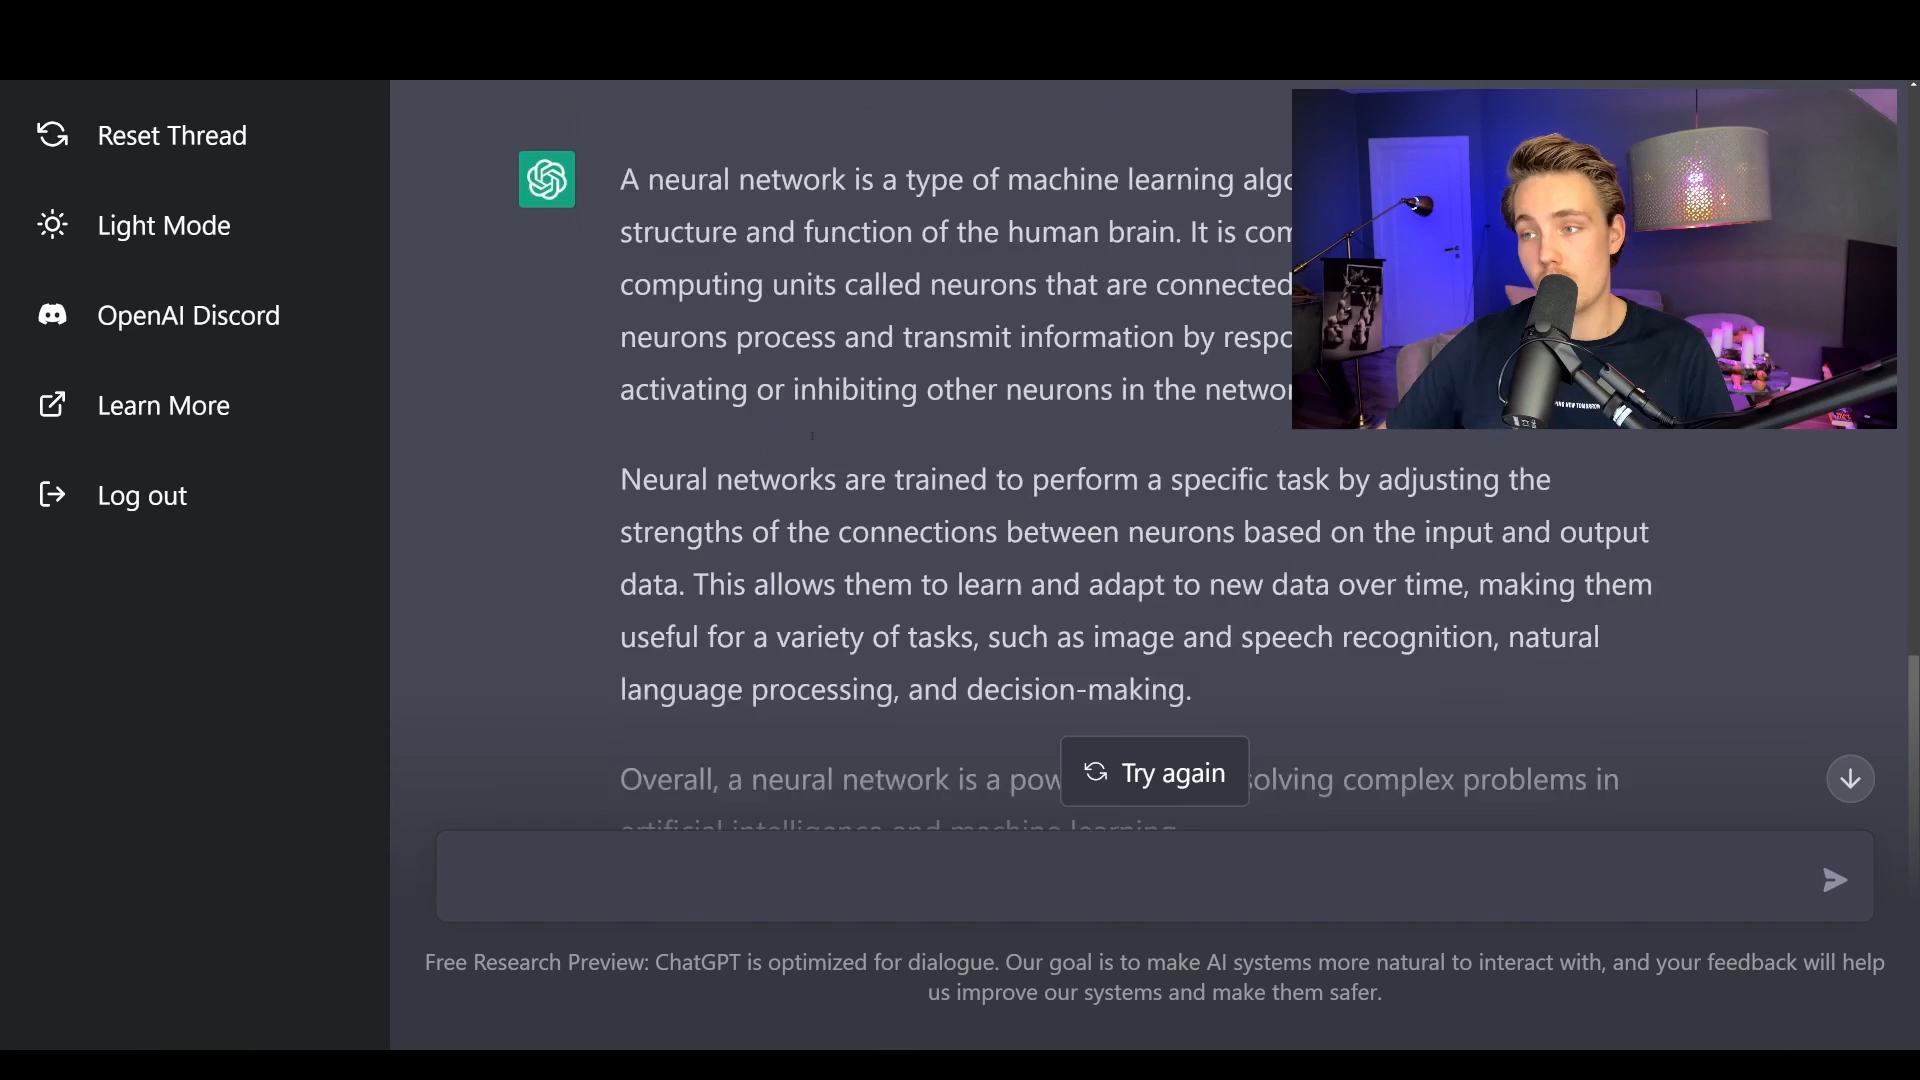 Reset Thread
Light Mode
OpenAI Discord
Learn More
Log out
A neural network is a type of machine learning
structure and function of the human brain. It is
computing units called neurons that are connected
neurons process and transmit information by
activating or inhibiting other neurons in the
Neural networks are trained to perform a specific task by adjusting the
strengths of the connections between neurons based on the input and output
data. This allows them to learn and adapt to new data over time, making them
useful for a variety of tasks, such as image and speech recognition, natural
language processing, and decision-making.
Overall, a neural network is a solving complex problems in
artificial intelligence and machine learning.
Try again
Free Research Preview: ChatGPT is optimized for dialogue. Our goal is to make AI systems more natural to interact with, and your feedback will help
us improve our systems and make them safer.